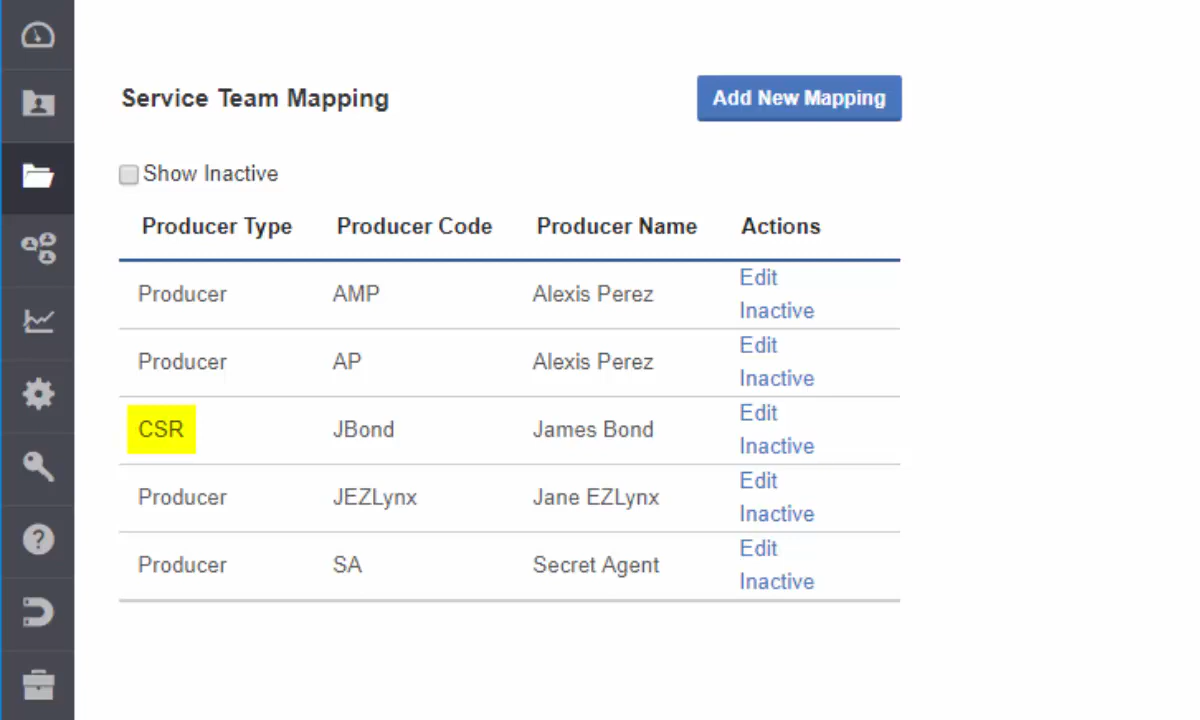 Service Team Mapping
Add New Mapping
Show Inactive
Producer Type Producer Code Producer Name Actions
Producer AMP Alexis Perez Edit
Inactive
Producer AP Alexis Perez Edit
Inactive
CSR JBond James Bond Edit
Inactive
Producer JEZLynx Jane EZLynx Edit
Inactive
Producer SA Secret Agent Edit
Inactive